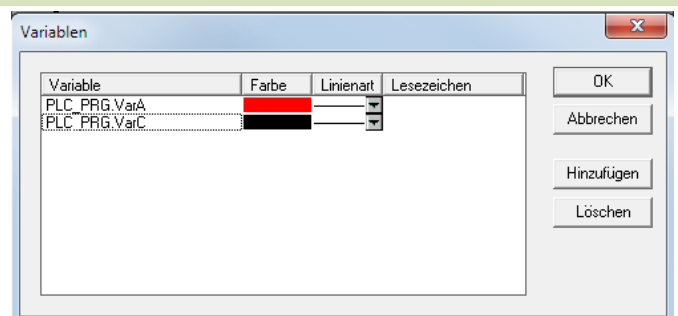 Variablen
Variable Farbe Linienart Lesezeichen
PLC_PRG.VarA
PLC_PRG.VarC
OK
Abbrechen
Hinzufügen
Löschen